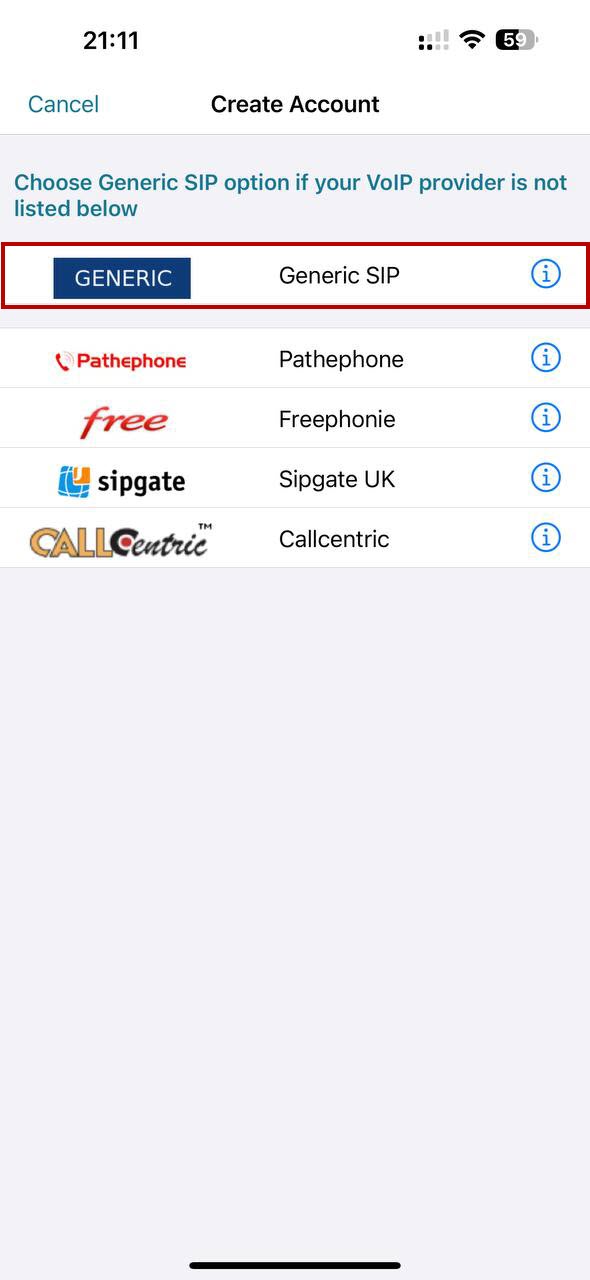 21:11
59
Cancel
Create Account
Choose Generic SIP option if your VoIP provider is not
listed below
GENERIC Generic SIP i
Pathephone Pathephone i
free Freephonie i
sipgate Sipgate UK i
CALLCentric™ Callcentric i